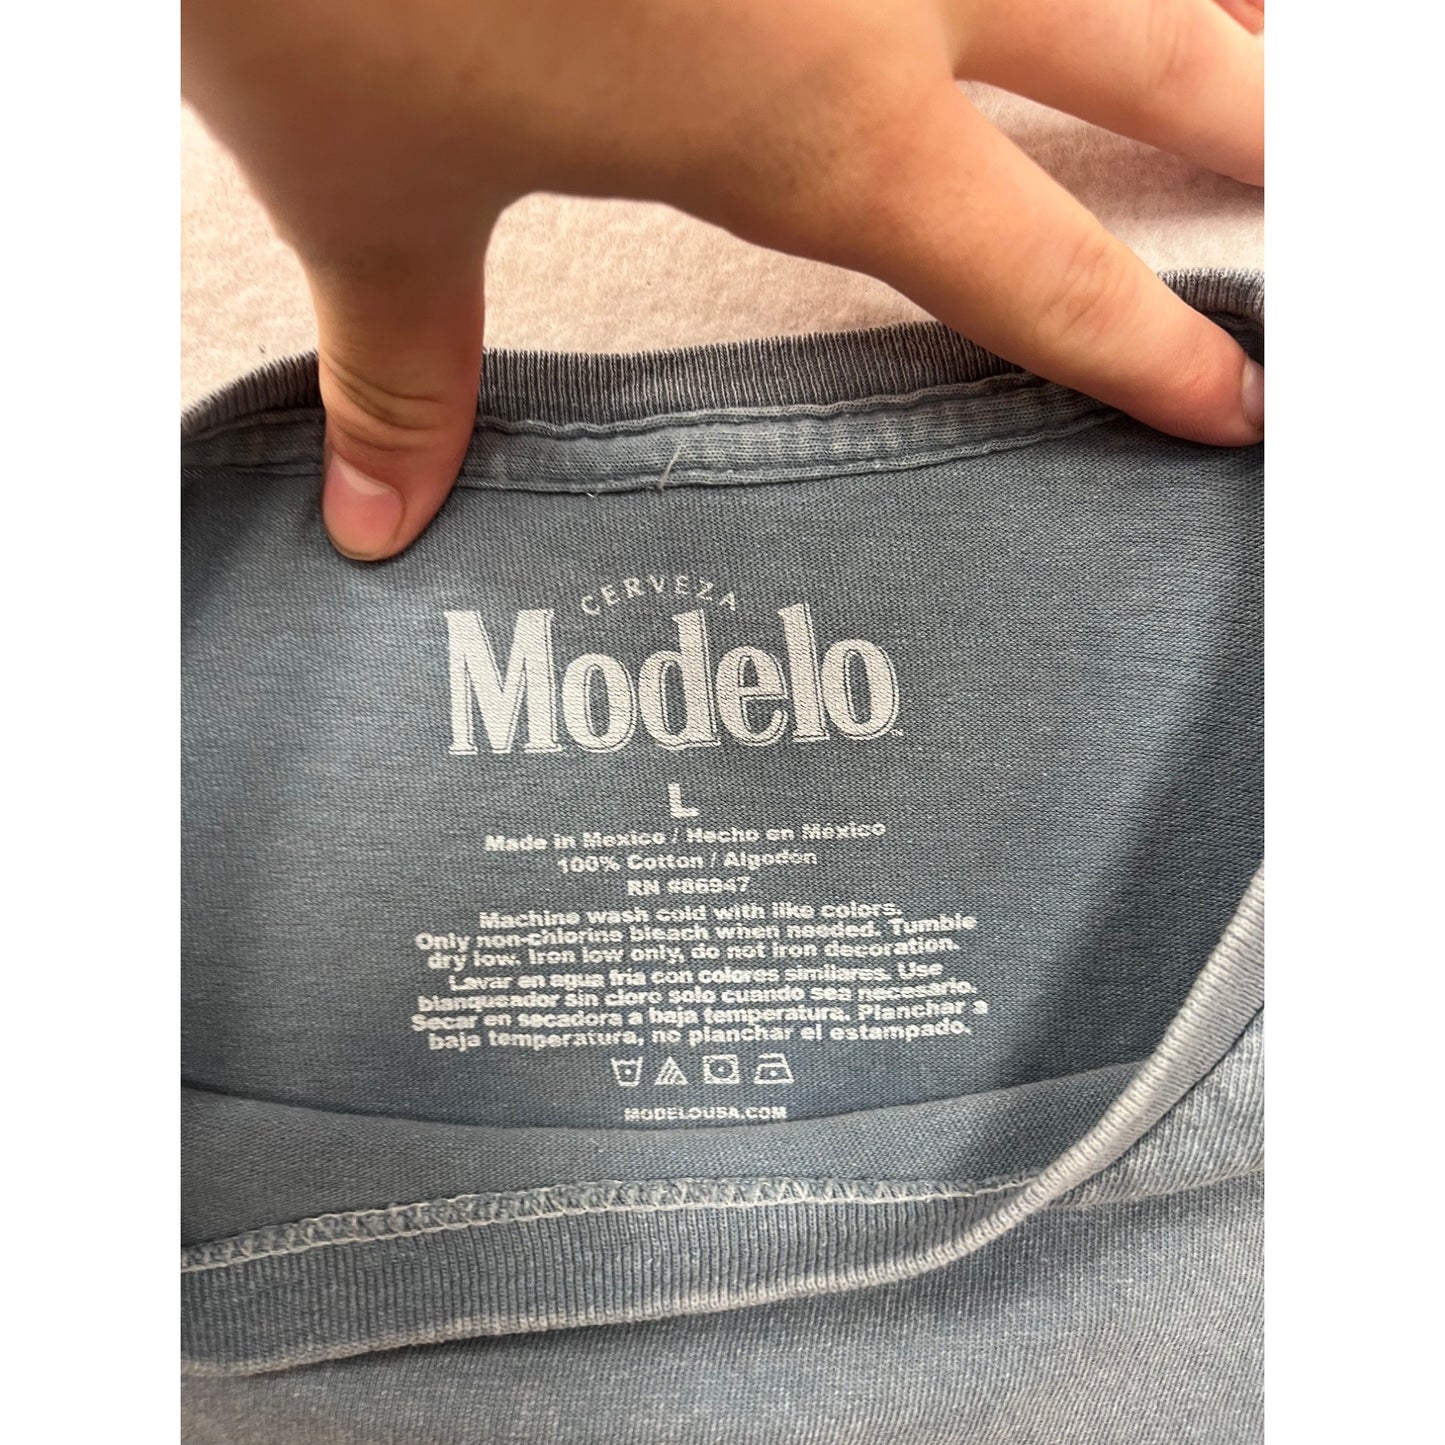 CERVEZA
Modelo
L
Made in Mexico / Hecho en México
100% Cotton / Algodón
RN #86947
Machine wash cold with like colors.
Only non-chlorine bleach when needed. Tumble
dry low. Iron low only, do not iron decoration.
Lavar en agua fria con colores similares. Use
blanqueador sin cloro solo cuando sea necesario.
Secar en secadora a baja temperatura. Planchar a
baja temperatura, no planchar el estampado.
MODELOUSA.COM